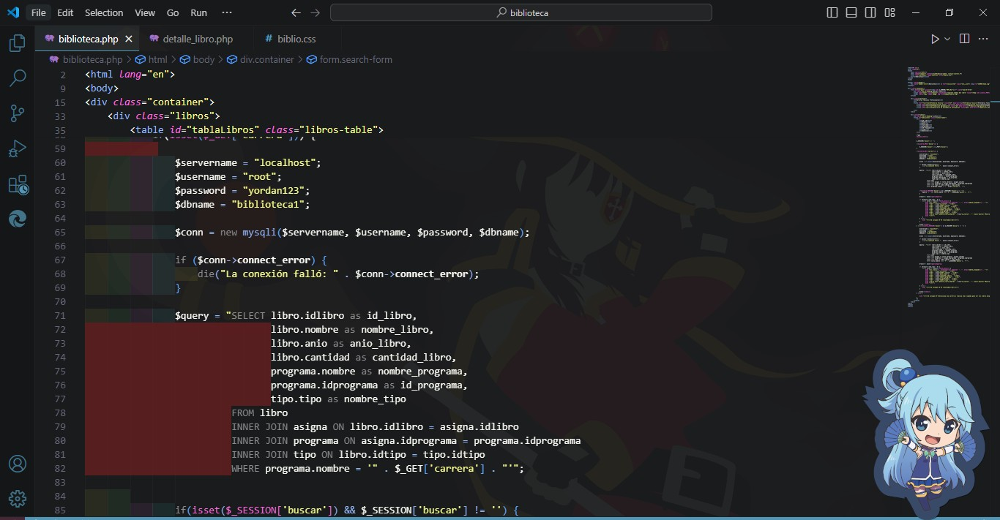 File Edit Selection View Go Run ··· biblioteca
biblioteca.php detalle_libro.php # biblio.css
biblioteca.php > html > body > div.container > form.search-form
2 <html lang="en">
9 <body>
15 <div class="container">
33 <div class="libros">
35 <table id="tablaLibros" class="libros-table">
if(isset($_GET['carrera'])) {
59
60 $servername = "localhost";
61 $username = "root";
62 $password = "yordan123";
63 $dbname = "biblioteca1";
64
65 $conn = new mysqli($servername, $username, $password, $dbname);
66
67 if ($conn->connect_error) {
68 die("La conexión falló: " . $conn->connect_error);
69 }
70
71 $query = "SELECT libro.idlibro as id_libro,
72 libro.nombre as nombre_libro,
73 libro.anio as anio_libro,
74 libro.cantidad as cantidad_libro,
75 programa.nombre as nombre_programa,
76 programa.idprograma as id_programa,
77 tipo.tipo as nombre_tipo
78 FROM libro
79 INNER JOIN asigna ON libro.idlibro = asigna.idlibro
80 INNER JOIN programa ON asigna.idprograma = programa.idprograma
81 INNER JOIN tipo ON libro.idtipo = tipo.idtipo
82 WHERE programa.nombre = '" . $_GET['carrera'] . "'";
83
84
85 if(isset($_SESSION['buscar']) && $_SESSION['buscar'] != '') {